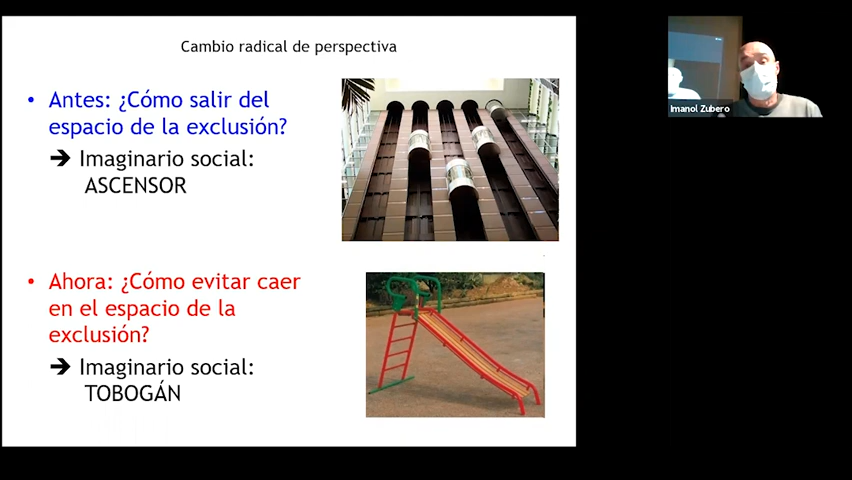 Cambio radical de perspectiva
• Antes: ¿Cómo salir del
espacio de la exclusión?
➔ Imaginario social:
ASCENSOR
• Ahora: ¿Cómo evitar caer
en el espacio de la
exclusión?
➔ Imaginario social:
TOBOGÁN
Imanol Zubero